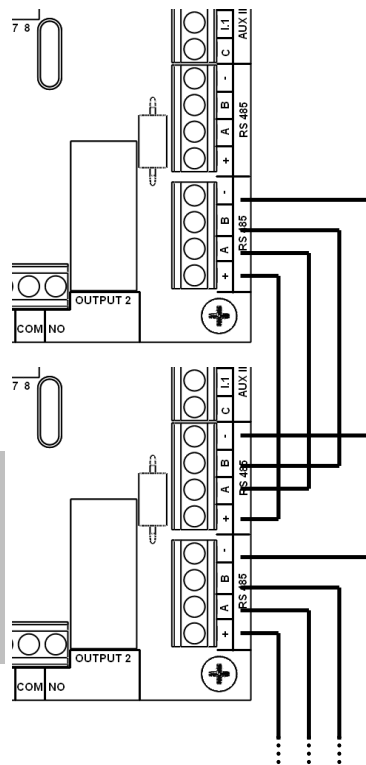 7 8
I.1
C
AUX II
-
B
A
+
RS 485
-
B
A
+
RS 485
OUTPUT 2
COM NO
7 8
I.1
C
AUX II
-
B
A
+
RS 485
-
B
A
+
RS 485
OUTPUT 2
COM NO